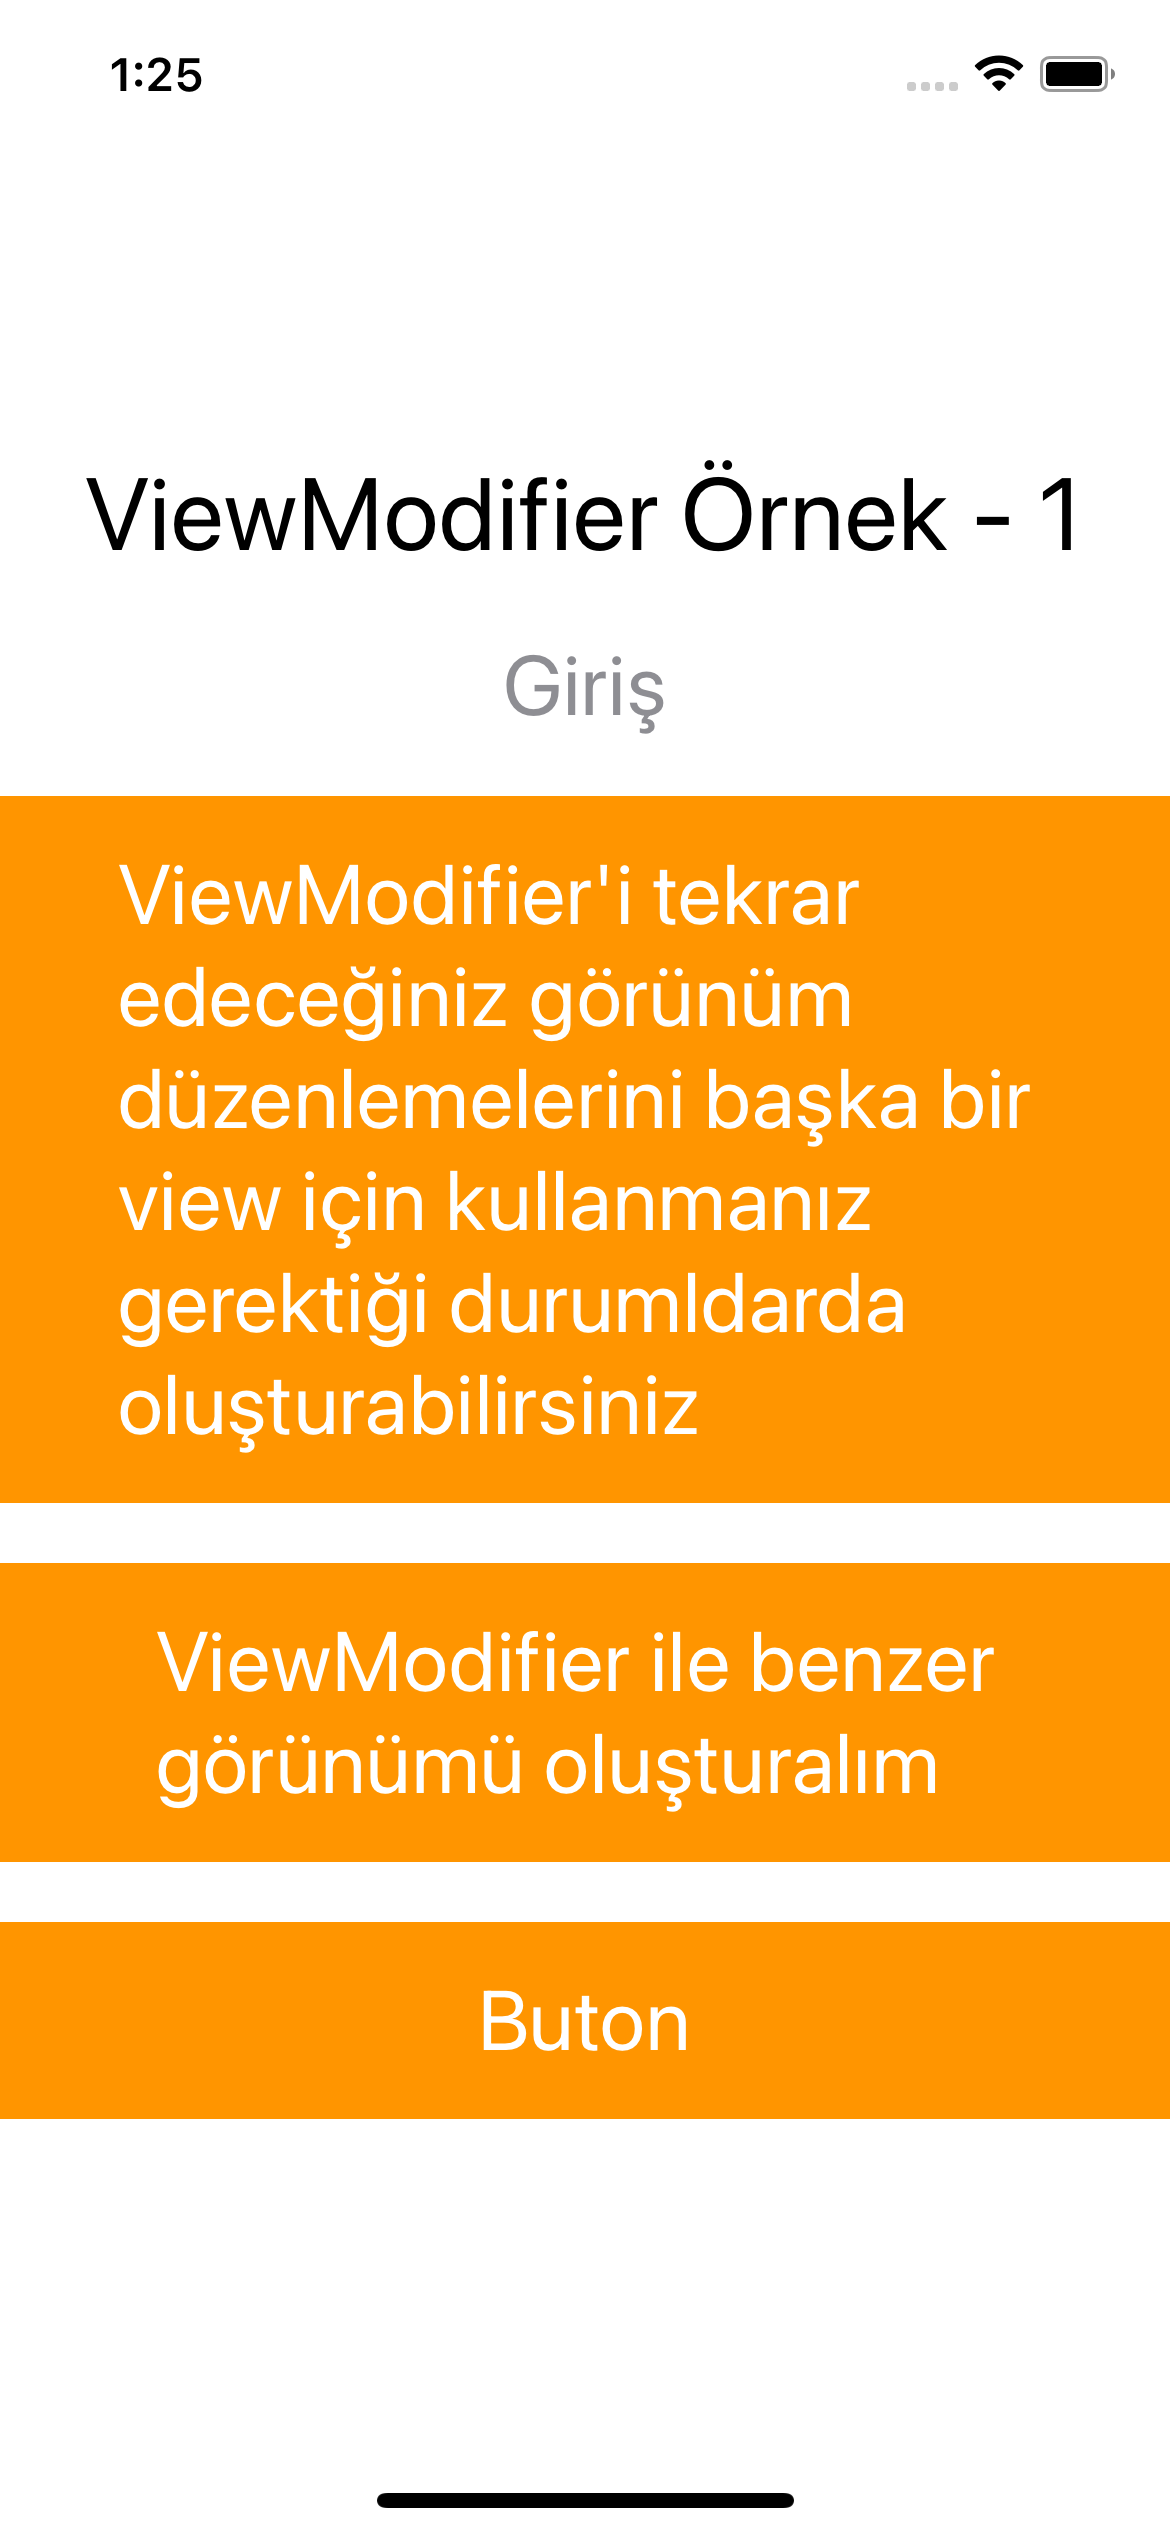 1:25
ViewModifier Örnek - 1
Giriş
ViewModifier'i tekrar
edeceğiniz görünüm
düzenlemelerini başka bir
view için kullanmanız
gerektiği durumldarda
oluşturabilirsiniz
ViewModifier ile benzer
görünümü oluşturalım
Buton